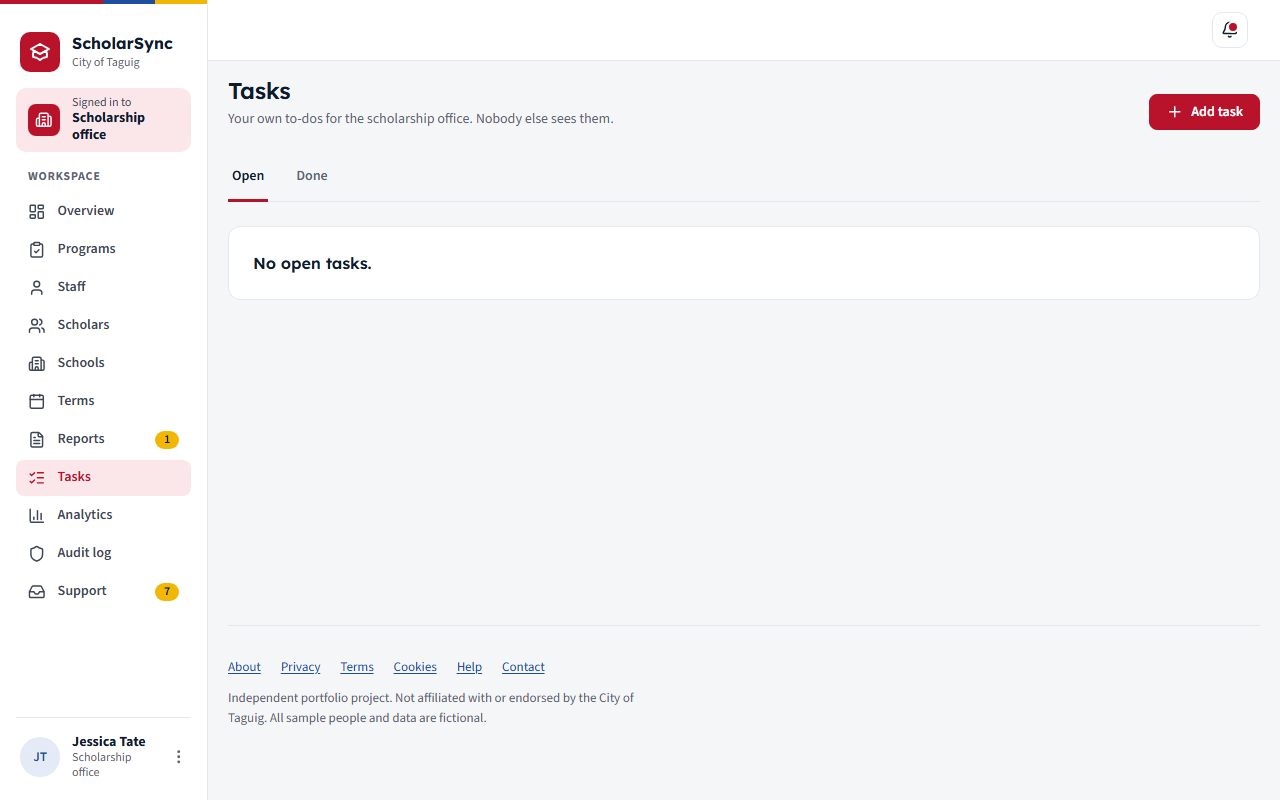 ScholarSync
City of Taguig
Signed in to
Scholarship
office
WORKSPACE
Overview
Programs
Staff
Scholars
Schools
Terms
Reports 1
Tasks
Analytics
Audit log
Support 7
JT
Jessica Tate
Scholarship
office
Tasks
Your own to-dos for the scholarship office. Nobody else sees them.
Add task
Open Done
No open tasks.
About Privacy Terms Cookies Help Contact
Independent portfolio project. Not affiliated with or endorsed by the City of
Taguig. All sample people and data are fictional.